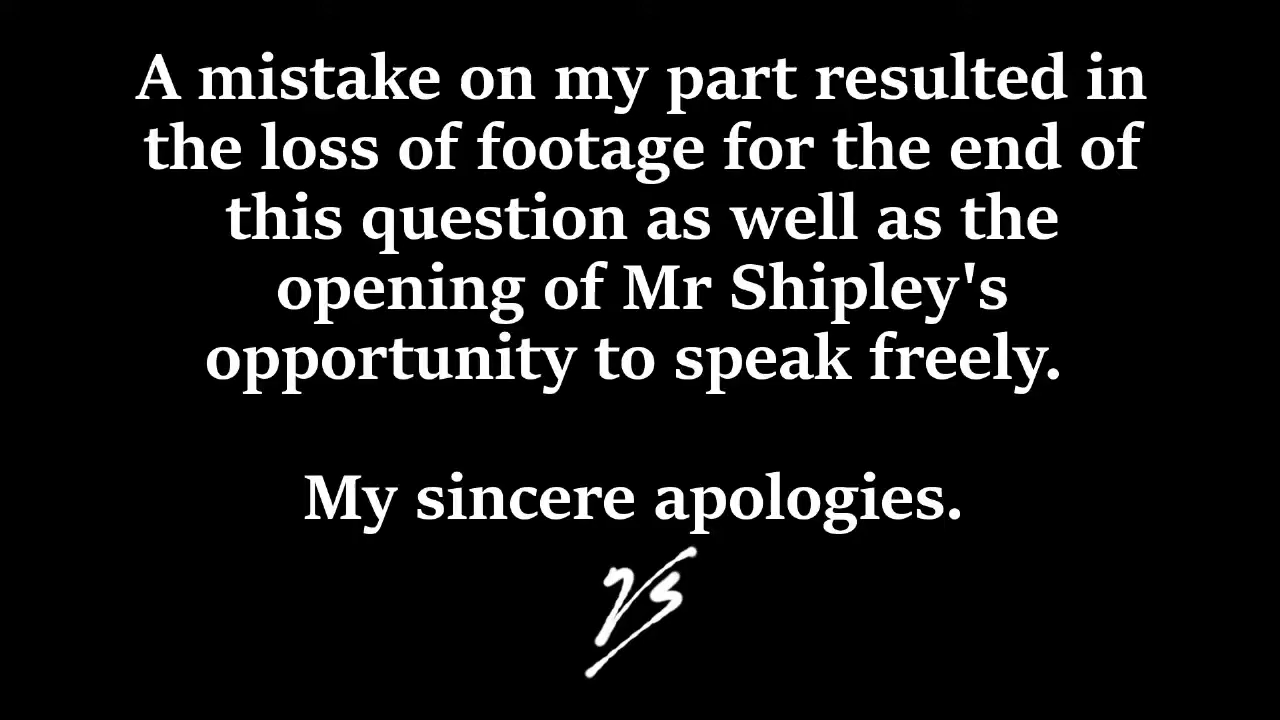 A mistake on my part resulted in
the loss of footage for the end of
this question as well as the
opening of Mr Shipley's
opportunity to speak freely.
My sincere apologies.